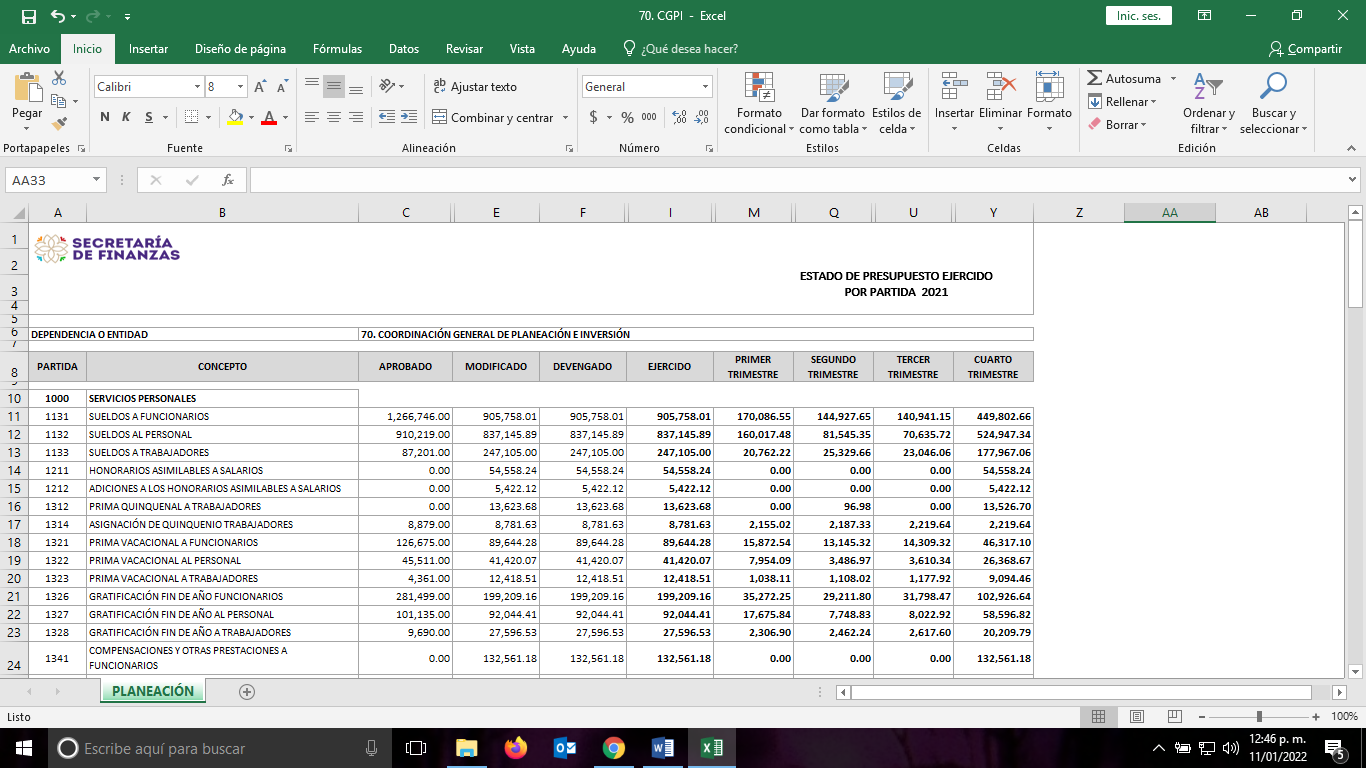 70. CGPI - Excel
Inic. ses.
Archivo Inicio Insertar Diseño de página Fórmulas Datos Revisar Vista Ayuda ¿Qué desea hacer? Compartir
Pegar
Portapapeles
Calibri 8
N K S
Fuente
Ajustar texto
Combinar y centrar
Alineación
General
$ % 000
Número
Formato condicional
Dar formato como tabla
Estilos de celda
Estilos
Insertar Eliminar Formato
Celdas
Autosuma
Rellenar
Borrar
Ordenar y filtrar
Buscar y seleccionar
Edición
AA33 fx
A B C E F I M Q U Y Z AA AB
1 SECRETARÍA
2 DE FINANZAS
ESTADO DE PRESUPUESTO EJERCIDO
3 POR PARTIDA 2021
4
5
6 DEPENDENCIA O ENTIDAD 70. COORDINACIÓN GENERAL DE PLANEACIÓN E INVERSIÓN
7
8 PARTIDA CONCEPTO APROBADO MODIFICADO DEVENGADO EJERCIDO PRIMER TRIMESTRE SEGUNDO TRIMESTRE TERCER TRIMESTRE CUARTO TRIMESTRE
9
10 1000 SERVICIOS PERSONALES
11 1131 SUELDOS A FUNCIONARIOS 1,266,746.00 905,758.01 905,758.01 905,758.01 170,086.55 144,927.65 140,941.15 449,802.66
12 1132 SUELDOS AL PERSONAL 910,219.00 837,145.89 837,145.89 837,145.89 160,017.48 81,545.35 70,635.72 524,947.34
13 1133 SUELDOS A TRABAJADORES 87,201.00 247,105.00 247,105.00 247,105.00 20,762.22 25,329.66 23,046.06 177,967.06
14 1211 HONORARIOS ASIMILABLES A SALARIOS 0.00 54,558.24 54,558.24 54,558.24 0.00 0.00 0.00 54,558.24
15 1212 ADICIONES A LOS HONORARIOS ASIMILABLES A SALARIOS 0.00 5,422.12 5,422.12 5,422.12 0.00 0.00 0.00 5,422.12
16 1312 PRIMA QUINQUENAL A TRABAJADORES 0.00 13,623.68 13,623.68 13,623.68 0.00 96.98 0.00 13,526.70
17 1314 ASIGNACIÓN DE QUINQUENIO TRABAJADORES 8,879.00 8,781.63 8,781.63 8,781.63 2,155.02 2,187.33 2,219.64 2,219.64
18 1321 PRIMA VACACIONAL A FUNCIONARIOS 126,675.00 89,644.28 89,644.28 89,644.28 15,872.54 13,145.32 14,309.32 46,317.10
19 1322 PRIMA VACACIONAL AL PERSONAL 45,511.00 41,420.07 41,420.07 41,420.07 7,954.09 3,486.97 3,610.34 26,368.67
20 1323 PRIMA VACACIONAL A TRABAJADORES 4,361.00 12,418.51 12,418.51 12,418.51 1,038.11 1,108.02 1,177.92 9,094.46
21 1326 GRATIFICACIÓN FIN DE AÑO FUNCIONARIOS 281,499.00 199,209.16 199,209.16 199,209.16 35,272.25 29,211.80 31,798.47 102,926.64
22 1327 GRATIFICACIÓN FIN DE AÑO AL PERSONAL 101,135.00 92,044.41 92,044.41 92,044.41 17,675.84 7,748.83 8,022.92 58,596.82
23 1328 GRATIFICACIÓN FIN DE AÑO A TRABAJADORES 9,690.00 27,596.53 27,596.53 27,596.53 2,306.90 2,462.24 2,617.60 20,209.79
24 1341 COMPENSACIONES Y OTRAS PRESTACIONES A FUNCIONARIOS 0.00 132,561.18 132,561.18 132,561.18 0.00 0.00 0.00 132,561.18
PLANEACIÓN
Listo 100%
Escribe aquí para buscar
12:46 p. m.
11/01/2022
5